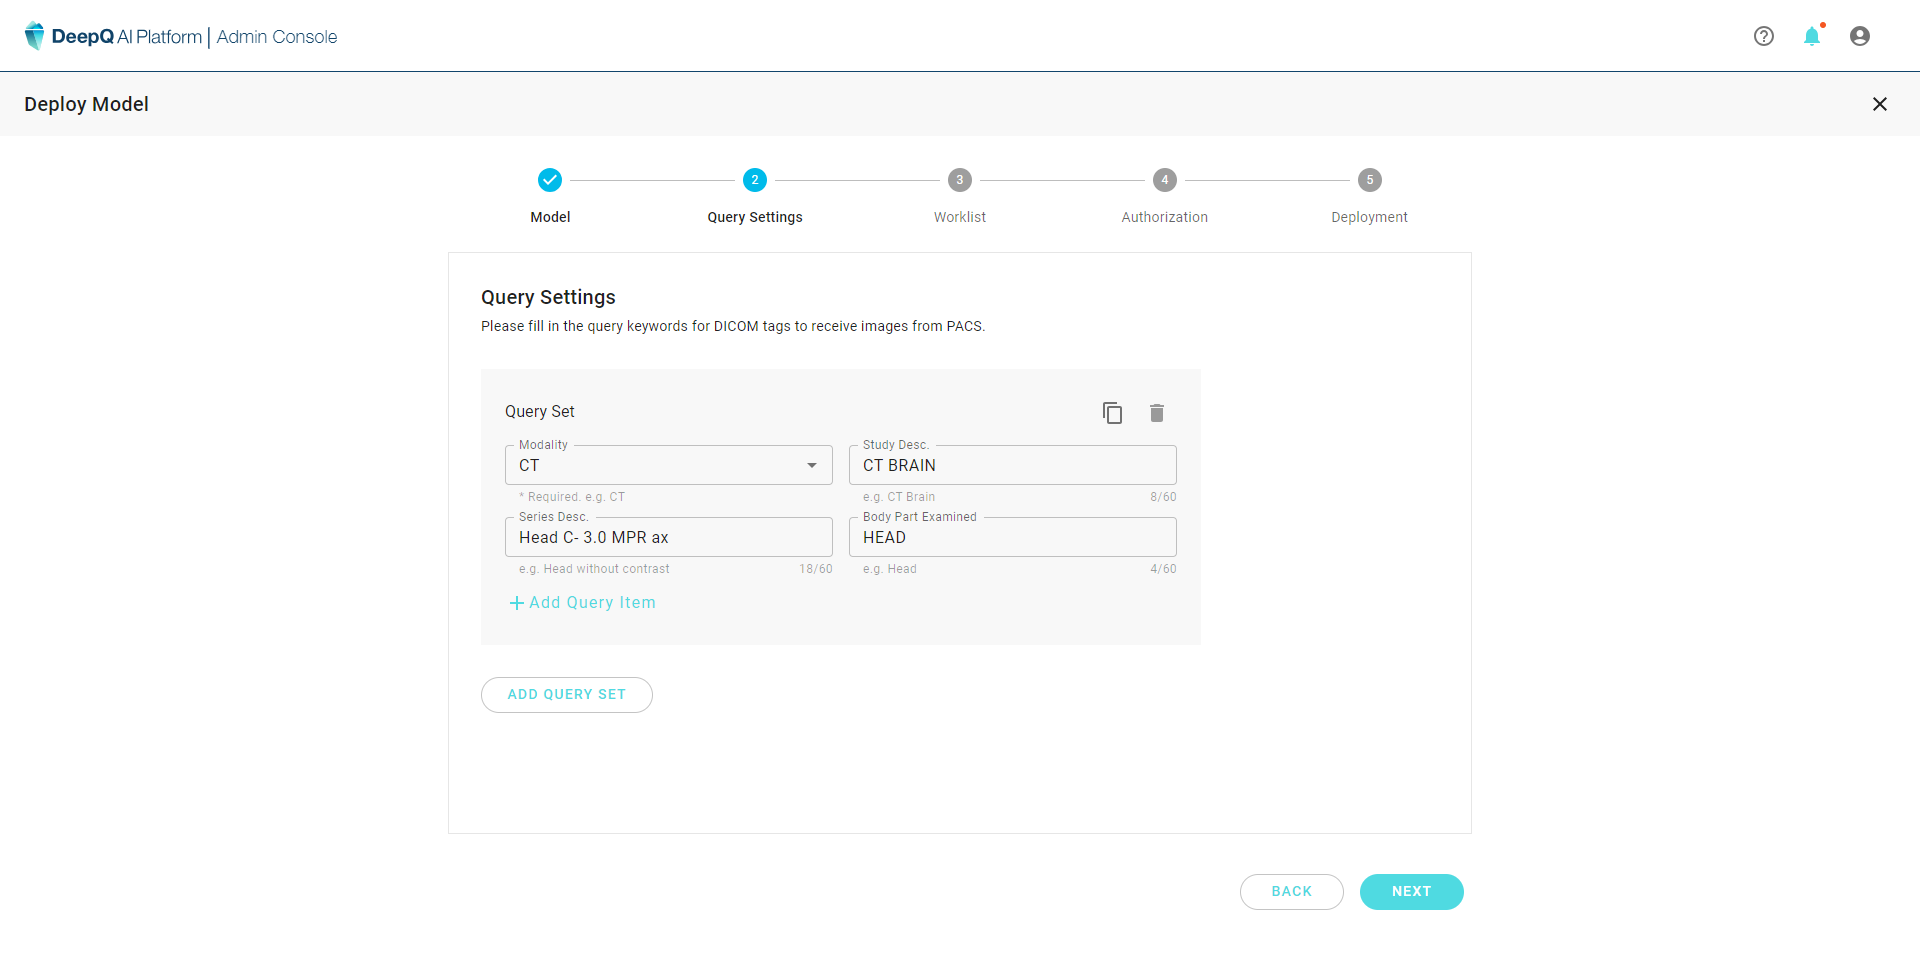 DeepQ AI Platform | Admin Console
Deploy Model
2
3
4
5
Model
Query Settings
Worklist
Authorization
Deployment
Query Settings
Please fill in the query keywords for DICOM tags to receive images from PACS.
Query Set
Modality
CT
* Required. e.g. CT
Study Desc.
CT BRAIN
e.g. CT Brain 8/60
Series Desc.
Head C- 3.0 MPR ax
e.g. Head without contrast 18/60
Body Part Examined
HEAD
e.g. Head 4/60
+ Add Query Item
ADD QUERY SET
BACK
NEXT